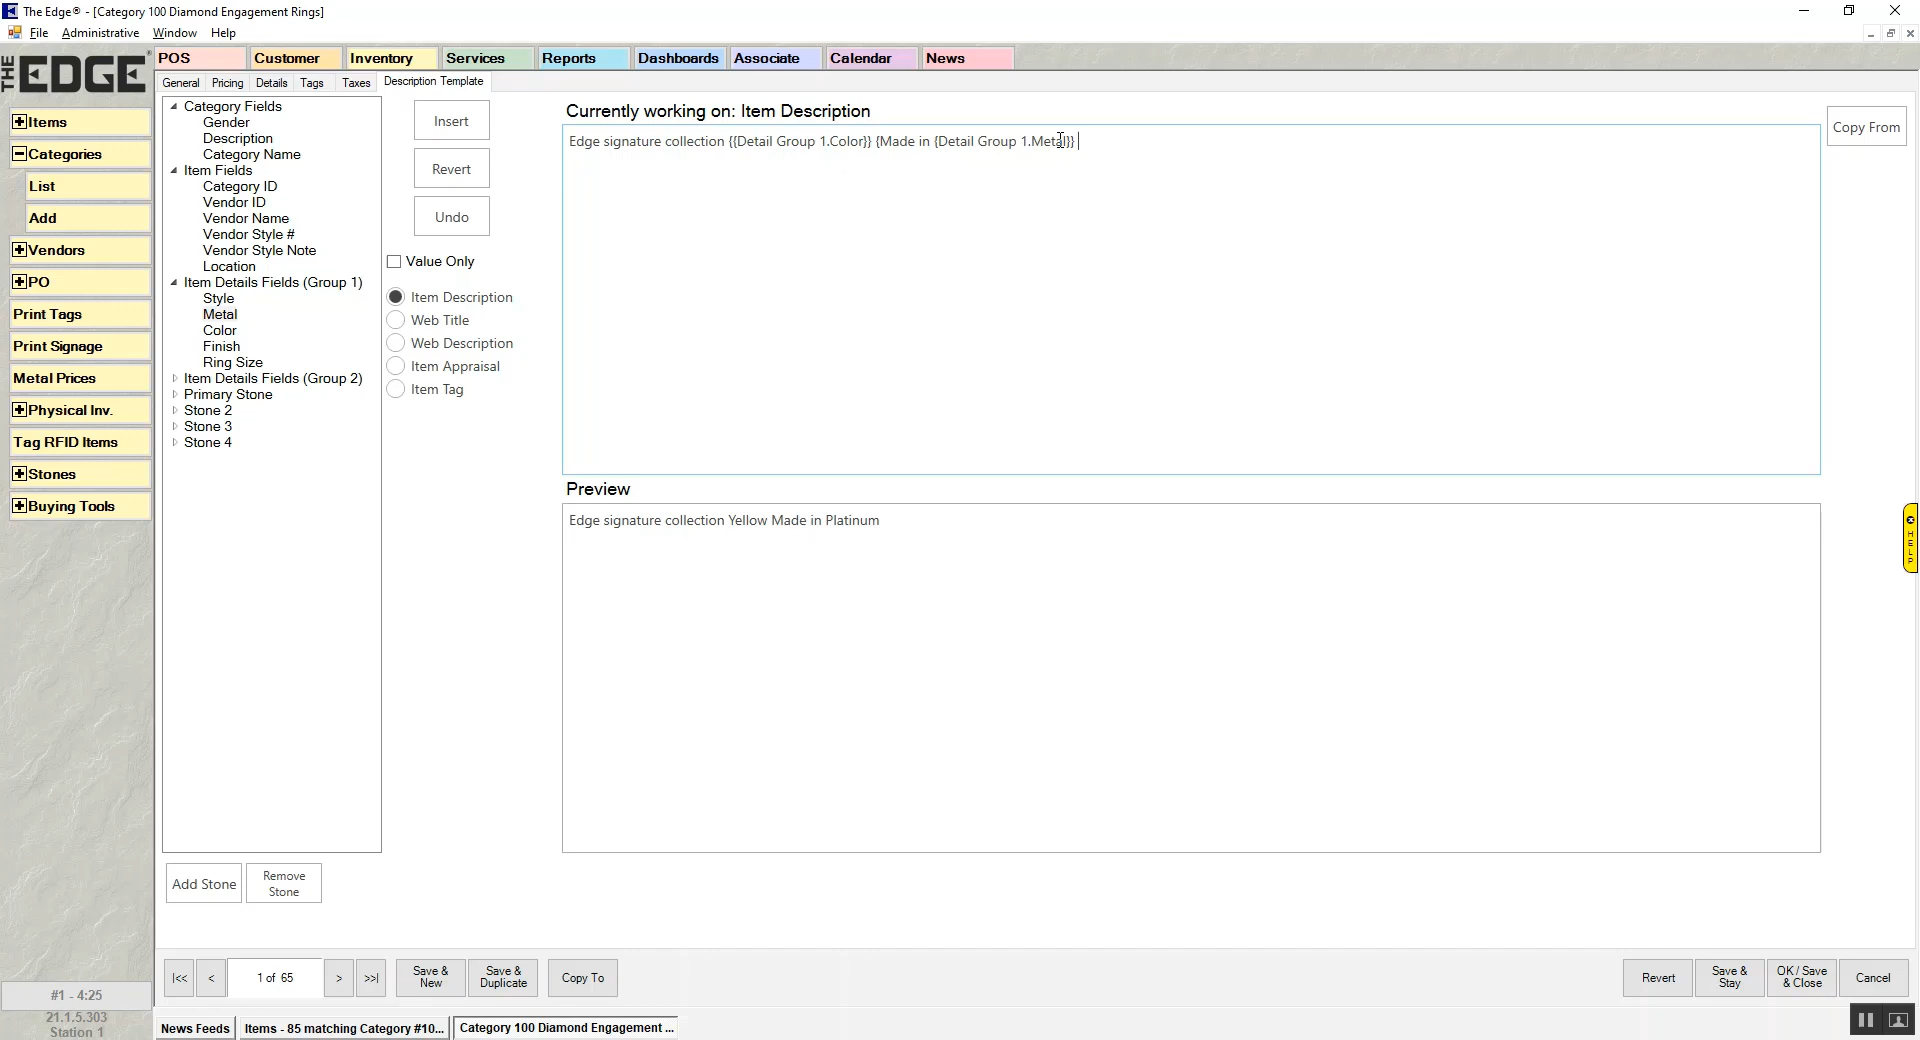 The Edge® - [Category 100 Diamond Engagement Rings]
File Administrative Window Help
THE EDGE®
POS Customer Inventory Services Reports Dashboards Associate Calendar News
General Pricing Details Tags Taxes Description Template
Items
Categories
List
Add
Vendors
PO
Print Tags
Print Signage
Metal Prices
Physical Inv.
Tag RFID Items
Stones
Buying Tools
#1 - 4:25
21.1.5.303
Station 1
Category Fields
Gender
Description
Category Name
Item Fields
Category ID
Vendor ID
Vendor Name
Vendor Style #
Vendor Style Note
Location
Item Details Fields (Group 1)
Style
Metal
Color
Finish
Ring Size
Item Details Fields (Group 2)
Primary Stone
Stone 2
Stone 3
Stone 4
Add Stone
Remove
Stone
Insert
Revert
Undo
Value Only
Item Description
Web Title
Web Description
Item Appraisal
Item Tag
Currently working on: Item Description
Edge signature collection {{Detail Group 1.Color}} {Made in {Detail Group 1.Metal}}
Copy From
Preview
Edge signature collection Yellow Made in Platinum
HELP
|<< < 1 of 65 > >>|
Save &
New
Save &
Duplicate
Copy To
Revert
Save &
Stay
OK / Save
& Close
Cancel
News Feeds Items - 85 matching Category #10... Category 100 Diamond Engagement ...